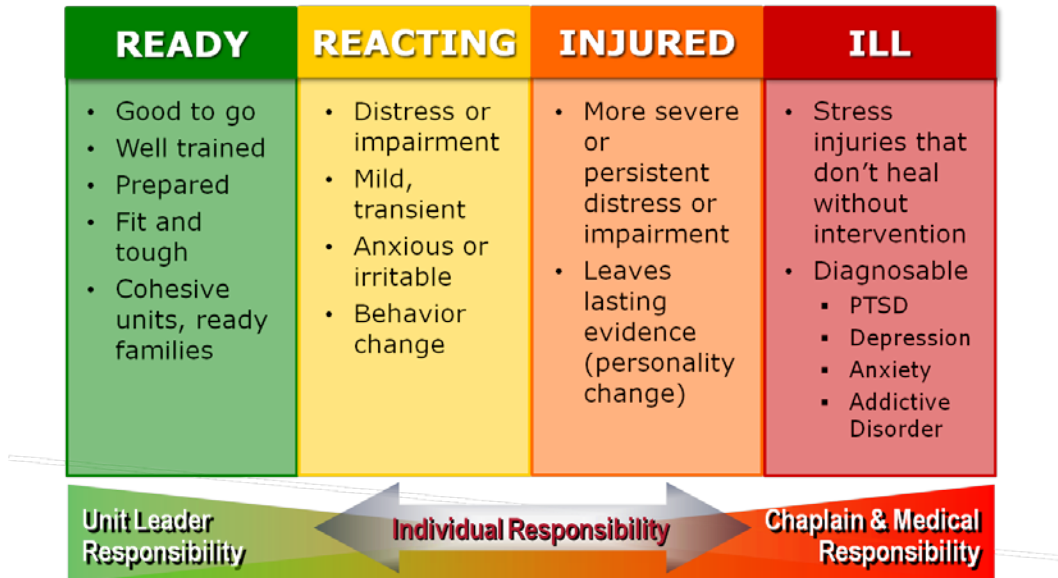 READY
• Good to go
• Well trained
• Prepared
• Fit and
tough
• Cohesive
units, ready
families
REACTING
• Distress or
impairment
• Mild,
transient
• Anxious or
irritable
• Behavior
change
INJURED
• More severe
or
persistent
distress or
impairment
• Leaves
lasting
evidence
(personality
change)
ILL
• Stress
injuries that
don't heal
without
intervention
• Diagnosable
▪ PTSD
▪ Depression
▪ Anxiety
▪ Addictive
Disorder
Unit Leader
Responsibility
Individual Responsibility
Chaplain & Medical
Responsibility